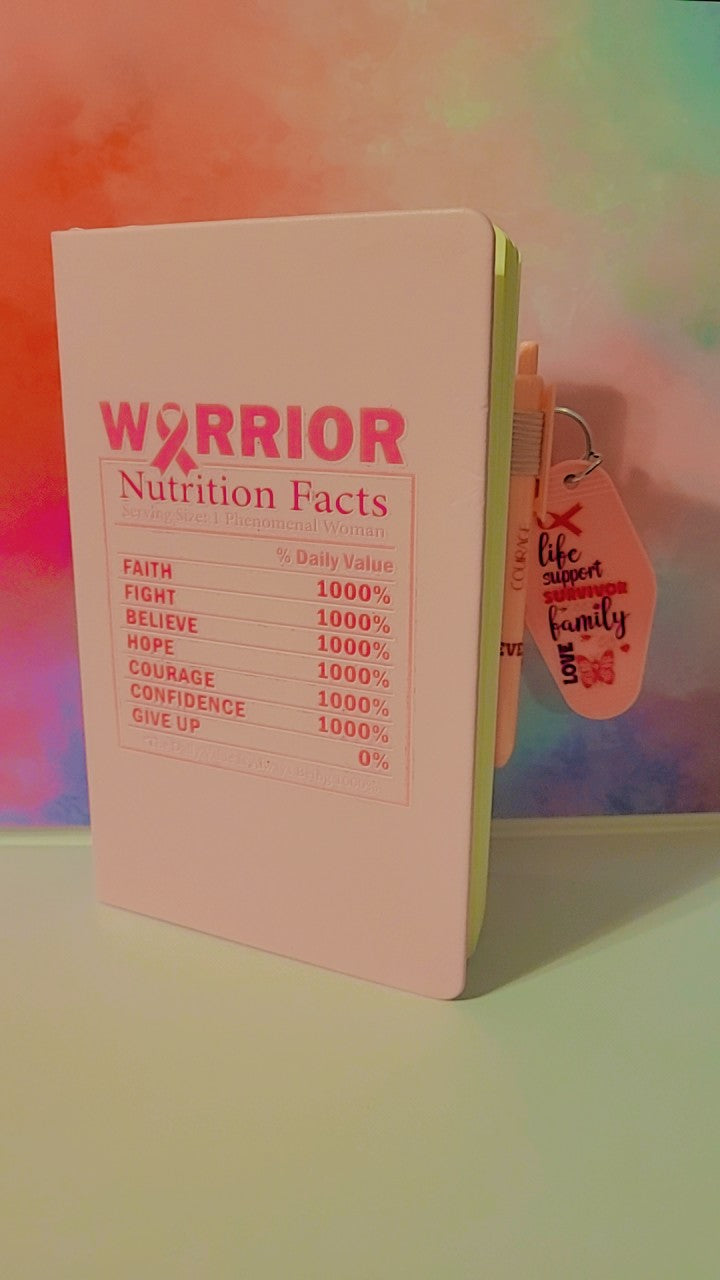 WARRIOR
Nutrition Facts
Serving Size: 1 Phenomenal Woman
% Daily Value
FAITH 1000%
FIGHT 1000%
BELIEVE 1000%
HOPE 1000%
COURAGE 1000%
CONFIDENCE 1000%
GIVE UP 0%
COURAGE
EVE
life
support
SURVIVOR
family
LOVE